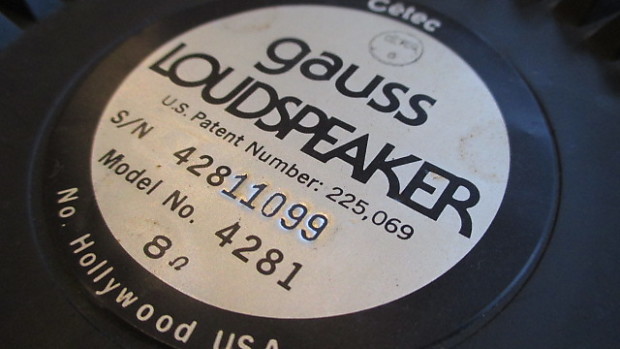 Cetec
gauss
LOUDSPEAKER
U.S. Patent Number: 225,069
S/N 42811099
Model No. 4281
8Ω
No. Hollywood USA